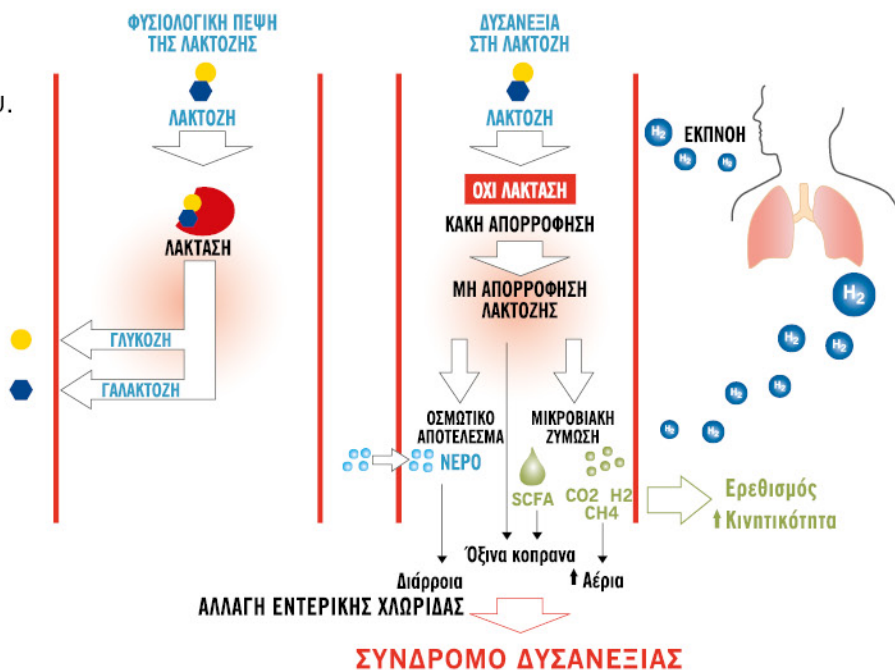 ΦΥΣΙΟΛΟΓΙΚΗ ΠΕΨΗ
ΤΗΣ ΛΑΚΤΟΖΗΣ
ΛΑΚΤΟΖΗ
ΛΑΚΤΑΣΗ
ΓΛΥΚΟΖΗ
ΓΑΛΑΚΤΟΖΗ
ΔΥΣΑΝΕΞΙΑ
ΣΤΗ ΛΑΚΤΟΖΗ
ΛΑΚΤΟΖΗ
ΟΧΙ ΛΑΚΤΑΣΗ
ΚΑΚΗ ΑΠΟΡΡΟΦΗΣΗ
ΜΗ ΑΠΟΡΡΟΦΗΣΗ
ΛΑΚΤΟΖΗΣ
ΟΣΜΩΤΙΚΟ
ΑΠΟΤΕΛΕΣΜΑ
ΝΕΡΟ
ΜΙΚΡΟΒΙΑΚΗ
ΖΥΜΩΣΗ
SCFA
CO2 H2
CH4
Διάρροια
Όξινα κοπρανα
Αέρια
ΑΛΛΑΓΗ ΕΝΤΕΡΙΚΗΣ ΧΛΩΡΙΔΑΣ
ΣΥΝΔΡΟΜΟ ΔΥΣΑΝΕΞΙΑΣ
Ερεθισμός
Κινητικότητα
ΕΚΠΝΟΗ
H2
H2
H2
H2
H2
H2
H2
H2
H2
H2